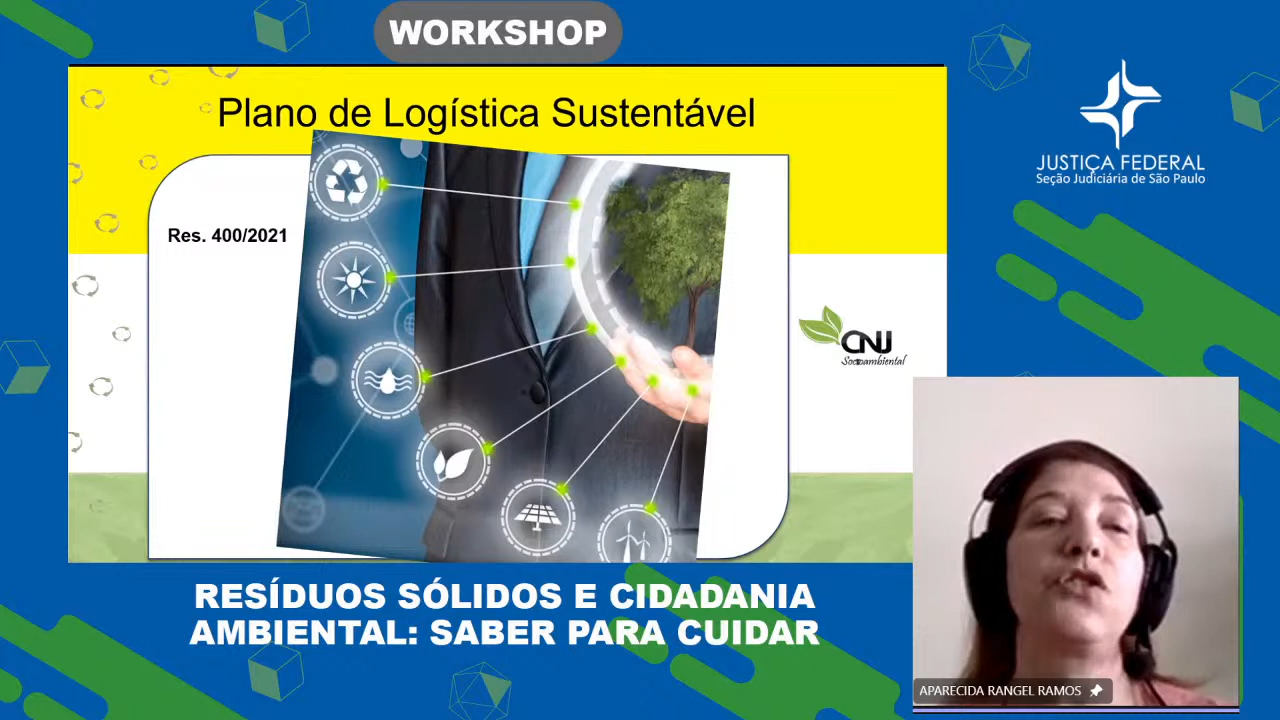 WORKSHOP
Plano de Logística Sustentável
Res. 400/2021
JUSTIÇA FEDERAL
Seção Judiciária de São Paulo
CNJ
Socioambiental
APARECIDA RANGEL RAMOS
RESÍDUOS SÓLIDOS E CIDADANIA
AMBIENTAL: SABER PARA CUIDAR